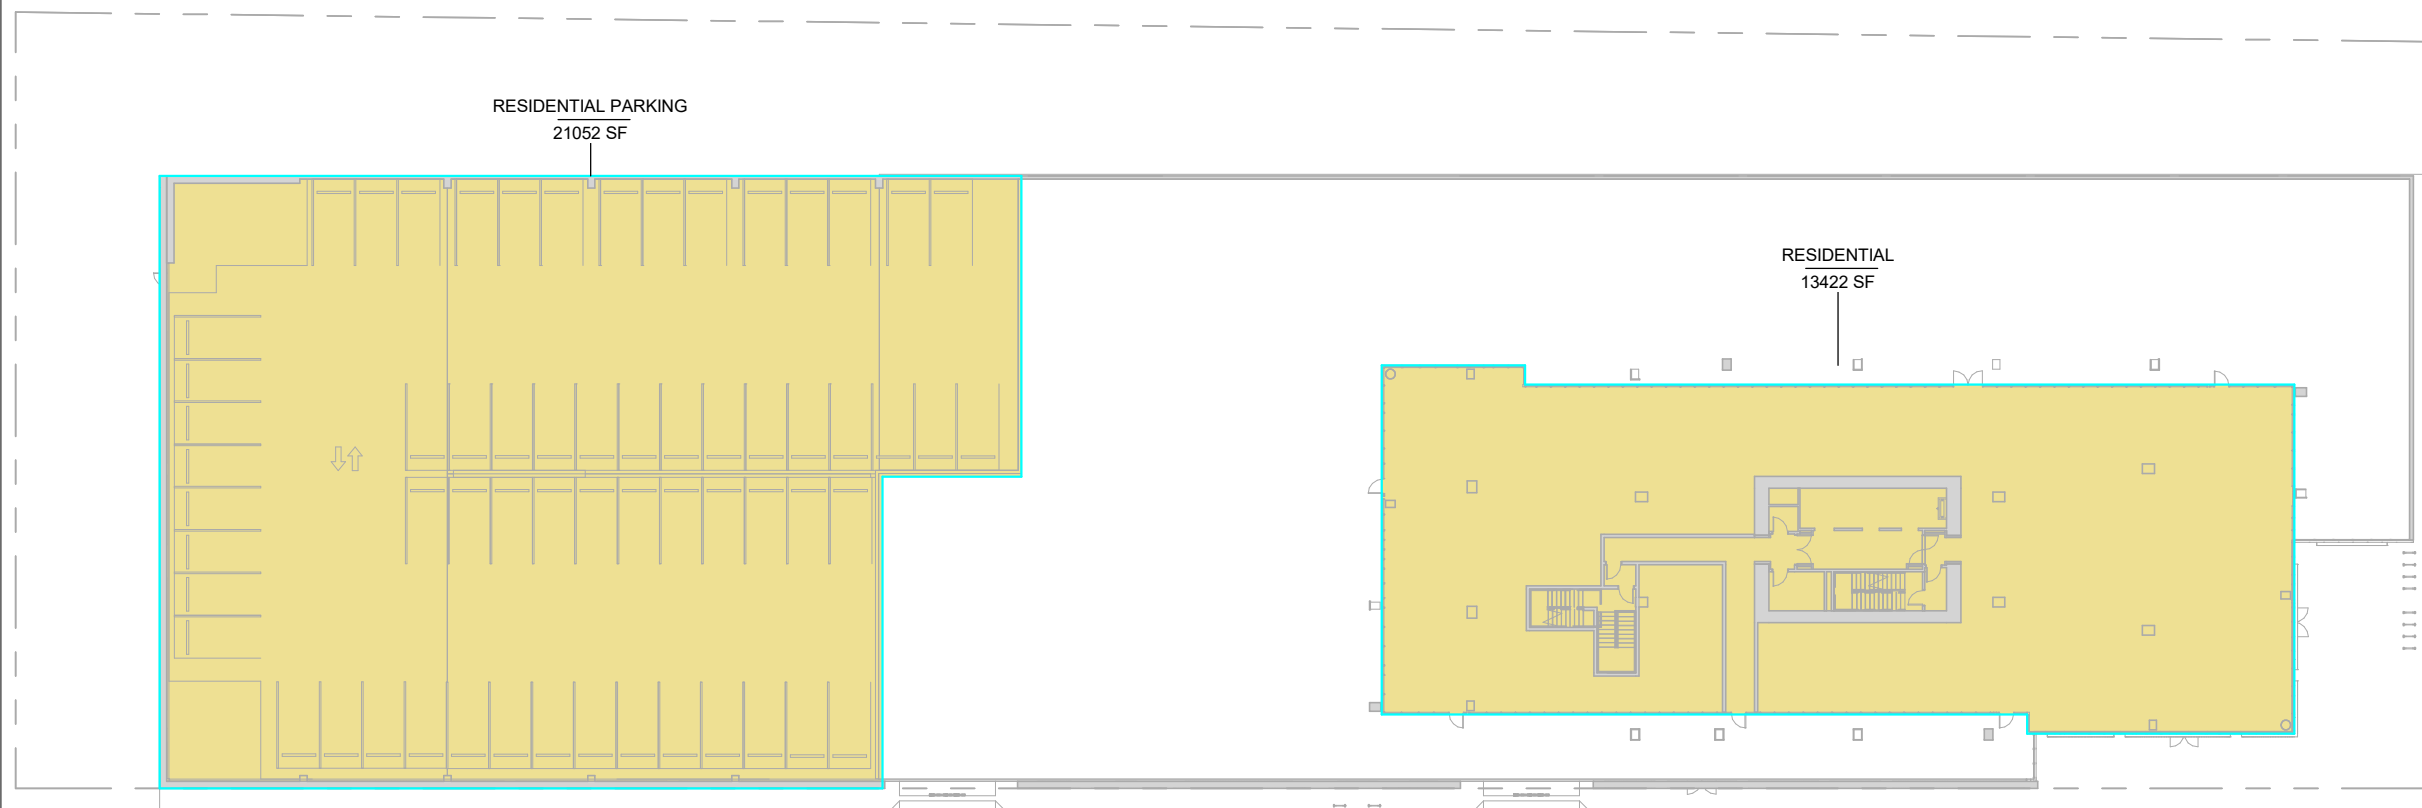 RESIDENTIAL PARKING
21052 SF
RESIDENTIAL
13422 SF